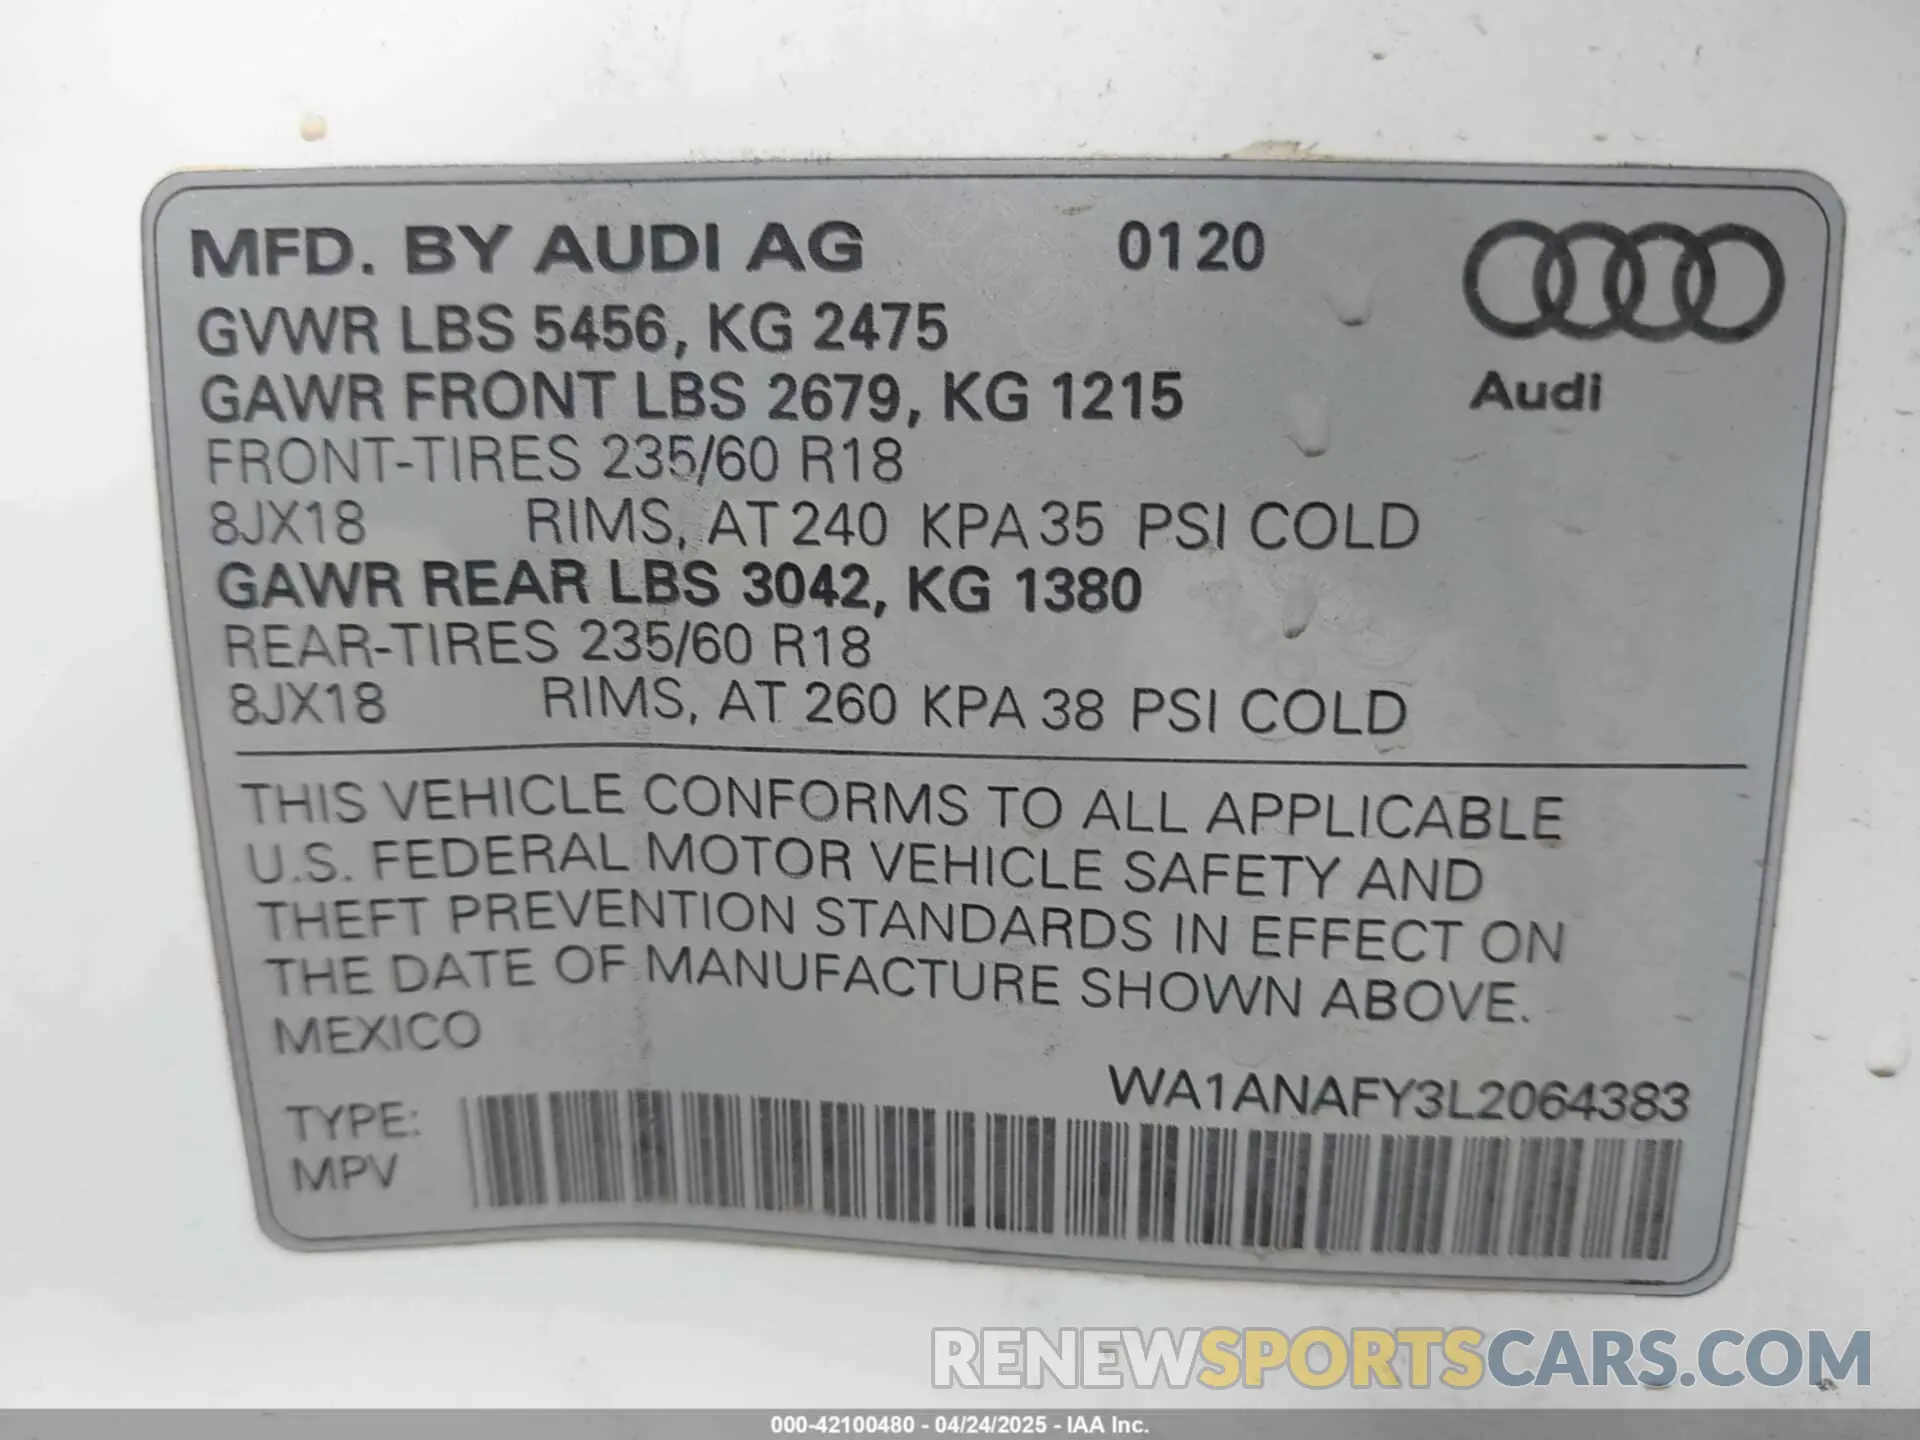 MFD. BY AUDI AG 0120
GVWR LBS 5456, KG 2475
GAWR FRONT LBS 2679, KG 1215
Audi
FRONT-TIRES 235/60 R18
8JX18 RIMS, AT 240 KPA 35 PSI COLD
GAWR REAR LBS 3042, KG 1380
REAR-TIRES 235/60 R18
8JX18 RIMS, AT 260 KPA 38 PSI COLD
THIS VEHICLE CONFORMS TO ALL APPLICABLE
U.S. FEDERAL MOTOR VEHICLE SAFETY AND
THEFT PREVENTION STANDARDS IN EFFECT ON
THE DATE OF MANUFACTURE SHOWN ABOVE.
MEXICO
WA1ANAFY3L2064383
TYPE:
MPV
RENEWSPORTSCARS.COM
000-42100480 - 04/24/2025 - IAA Inc.